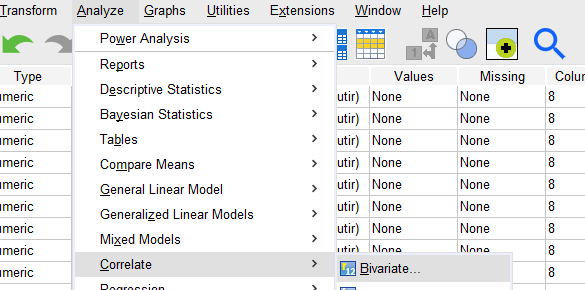 Transform Analyze Graphs Utilities Extensions Window Help
Power Analysis
Type Reports Values Missing Colum
umeric Descriptive Statistics utir) None None 8
umeric Bayesian Statistics utir) None None 8
umeric Tables utir) None None 8
umeric Compare Means utir) None None 8
umeric General Linear Model utir) None None 8
umeric Generalized Linear Models utir) None None 8
umeric Mixed Models utir) None None 8
umeric Correlate Bivariate... 8
Regression